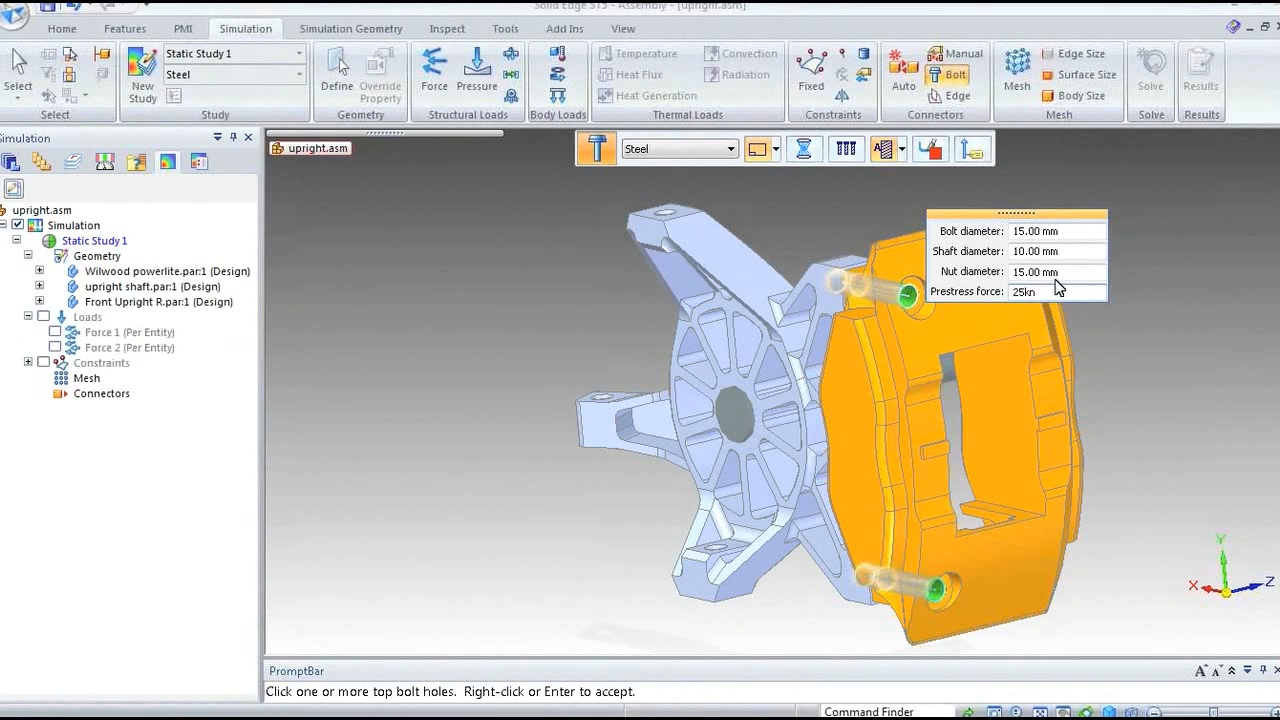 Solid Edge ST5 - Assembly - [upright.asm]
Home Features PMI Simulation Simulation Geometry Inspect Tools Add Ins View
Select
Select
New Study
Static Study 1
Steel
Study
Define
Override Property
Geometry
Force
Pressure
Structural Loads
Body Loads
Temperature
Convection
Heat Flux
Radiation
Heat Generation
Thermal Loads
Fixed
Constraints
Auto
Manual
Bolt
Edge
Connectors
Mesh
Edge Size
Surface Size
Body Size
Mesh
Solve
Solve
Results
Results
Simulation
upright.asm
Steel
upright.asm
Simulation
Static Study 1
Geometry
Wilwood powerlite.par:1 (Design)
upright shaft.par:1 (Design)
Front Upright R.par:1 (Design)
Loads
Force 1 (Per Entity)
Force 2 (Per Entity)
Constraints
Mesh
Connectors
Bolt diameter: 15.00 mm
Shaft diameter: 10.00 mm
Nut diameter: 15.00 mm
Prestress force: 25kn
Y
X
Z
PromptBar
A A
Click one or more top bolt holes. Right-click or Enter to accept.
Command Finder